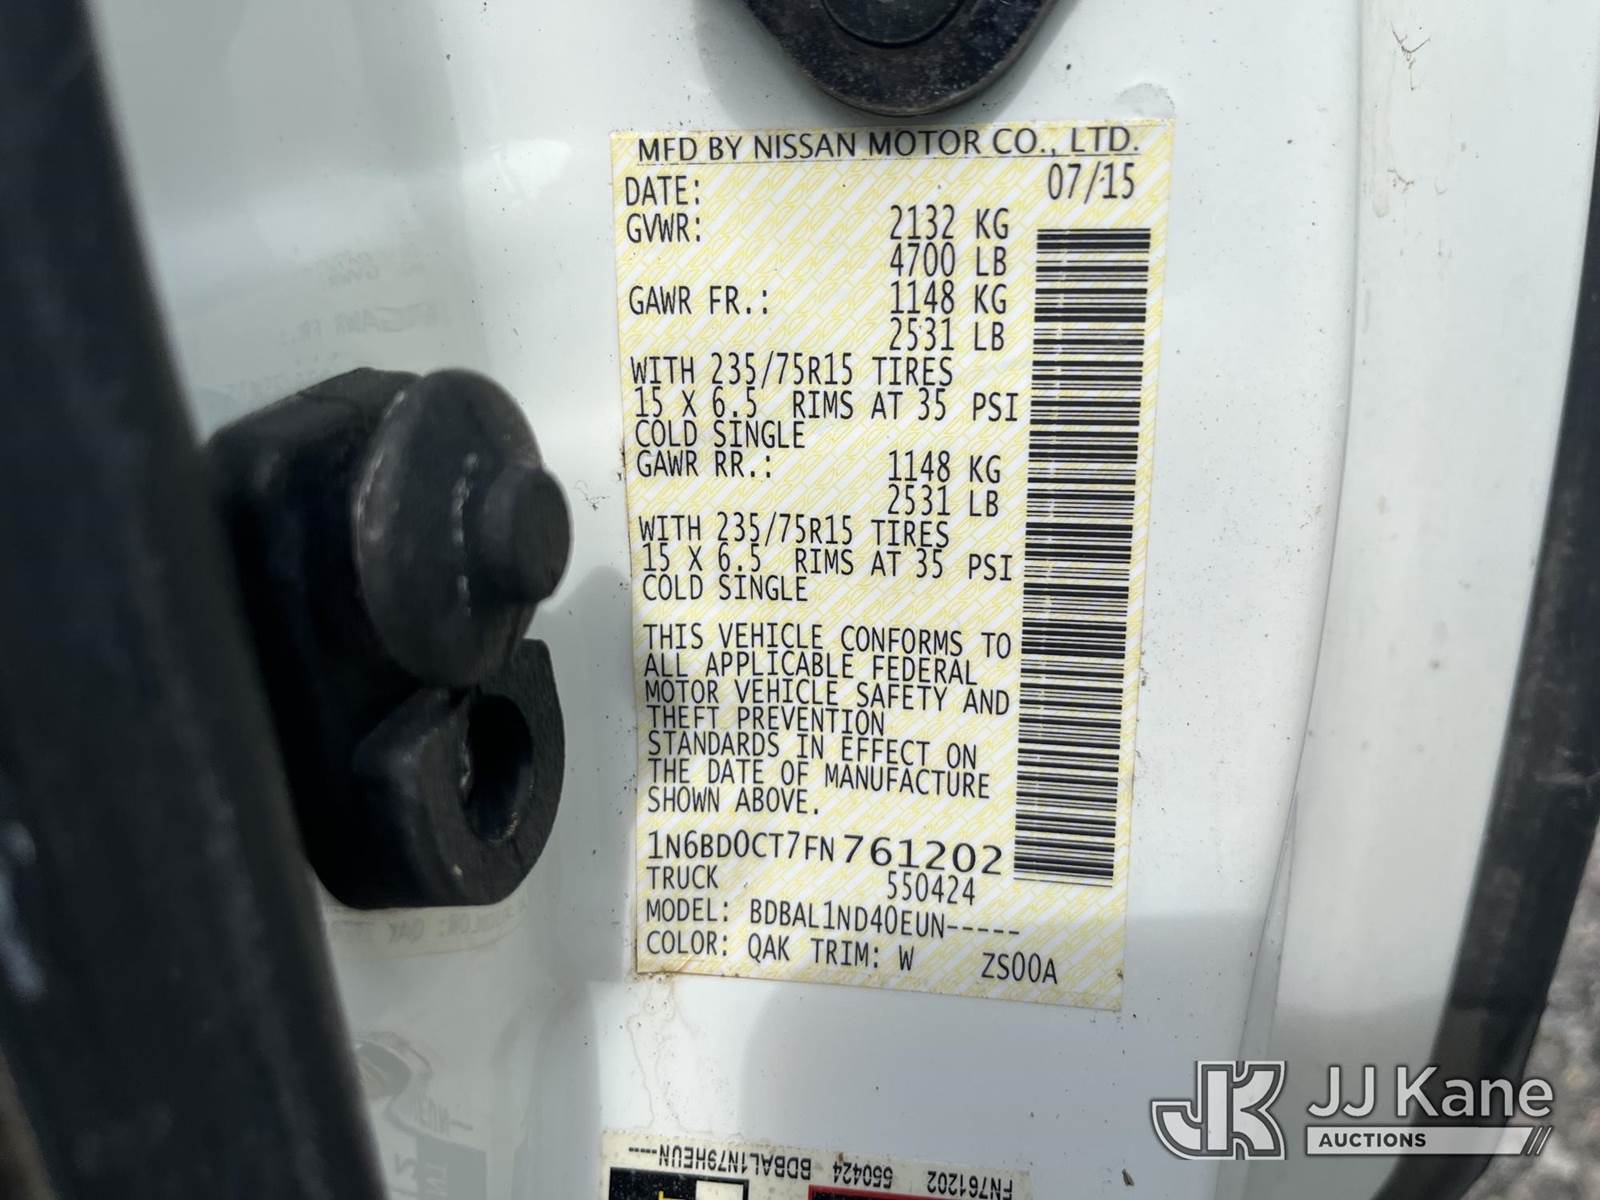 MFD BY NISSAN MOTOR CO., LTD.
DATE: 07/15
GVWR: 2132 KG
4700 LB
GAWR FR.: 1148 KG
2531 LB
WITH 235/75R15 TIRES
15 X 6.5 RIMS AT 35 PSI
COLD SINGLE
GAWR RR.: 1148 KG
2531 LB
WITH 235/75R15 TIRES
15 X 6.5 RIMS AT 35 PSI
COLD SINGLE
THIS VEHICLE CONFORMS TO
ALL APPLICABLE FEDERAL
MOTOR VEHICLE SAFETY AND
THEFT PREVENTION
STANDARDS IN EFFECT ON
THE DATE OF MANUFACTURE
SHOWN ABOVE.
1N6BD0CT7FN761202
TRUCK 550424
MODEL: BDBAL1ND40EUN-----
COLOR: QAK TRIM: W ZS00A
FN761202 550424 BDBAL1N79HEUN----
JK JJ Kane
AUCTIONS